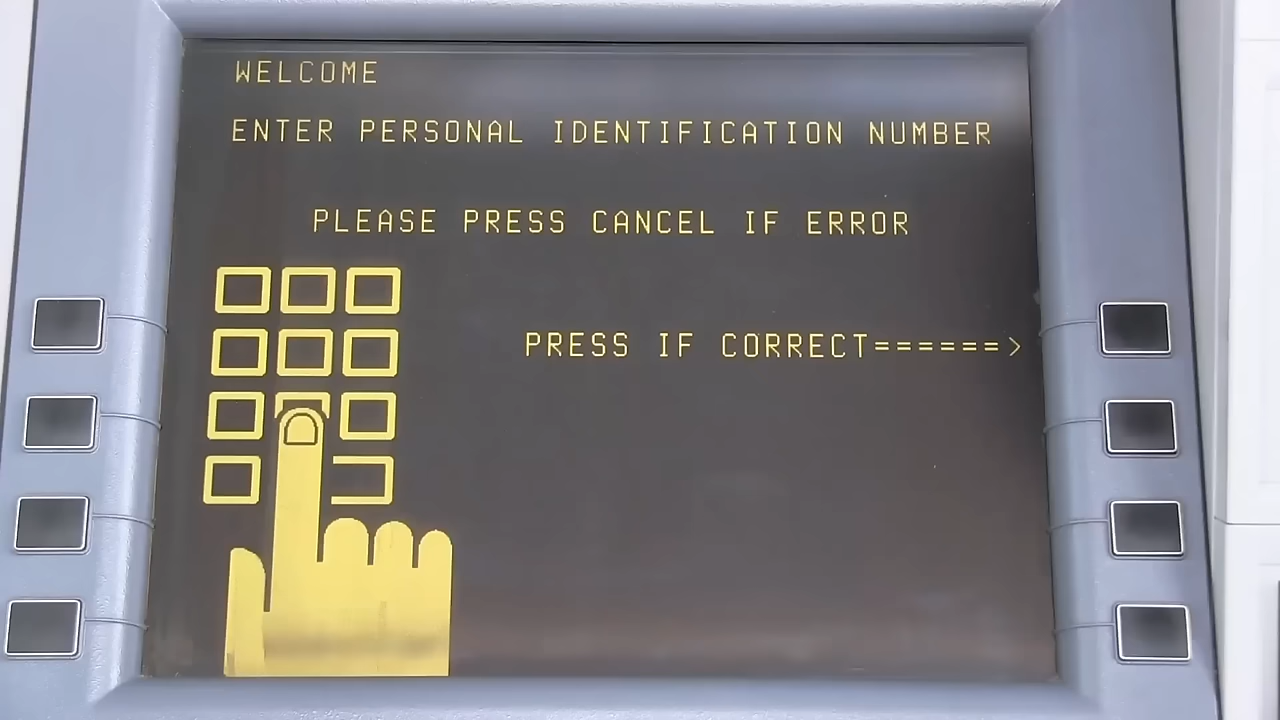 WELCOME
ENTER PERSONAL IDENTIFICATION NUMBER
PLEASE PRESS CANCEL IF ERROR
PRESS IF CORRECT======>